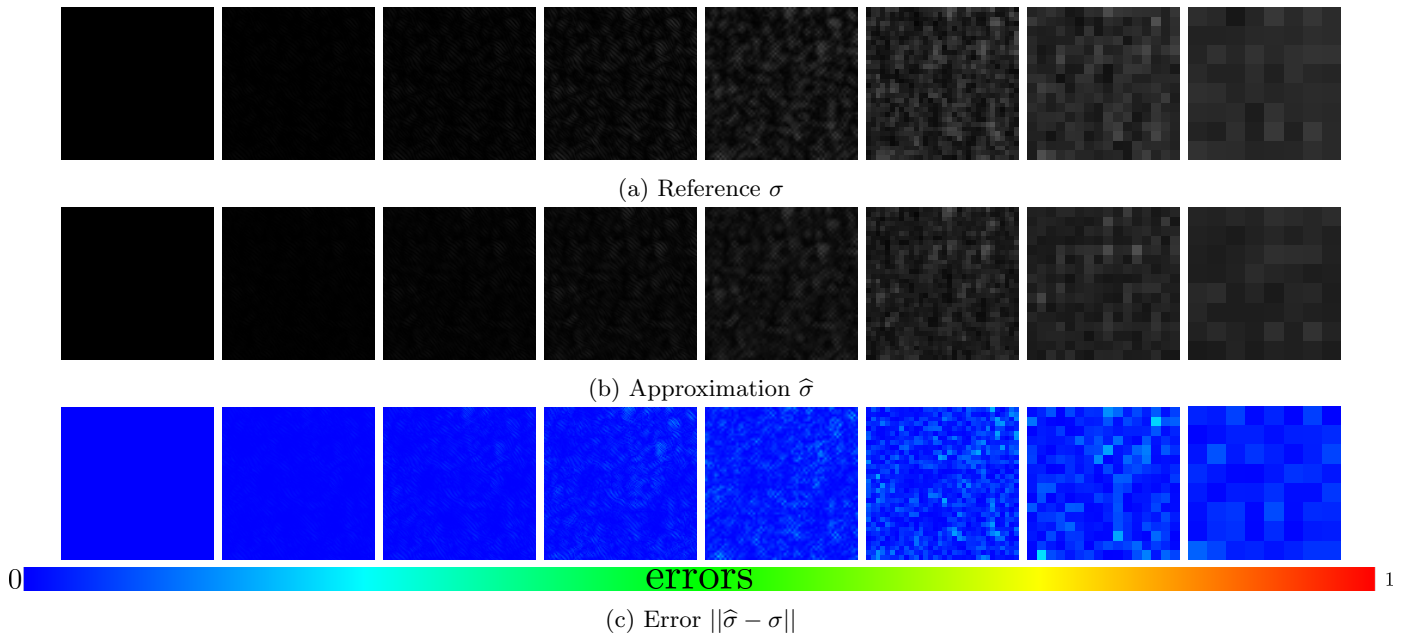 (a) Reference σ
(b) Approximation σ̂
0 errors 1
(c) Error ||σ̂ − σ||